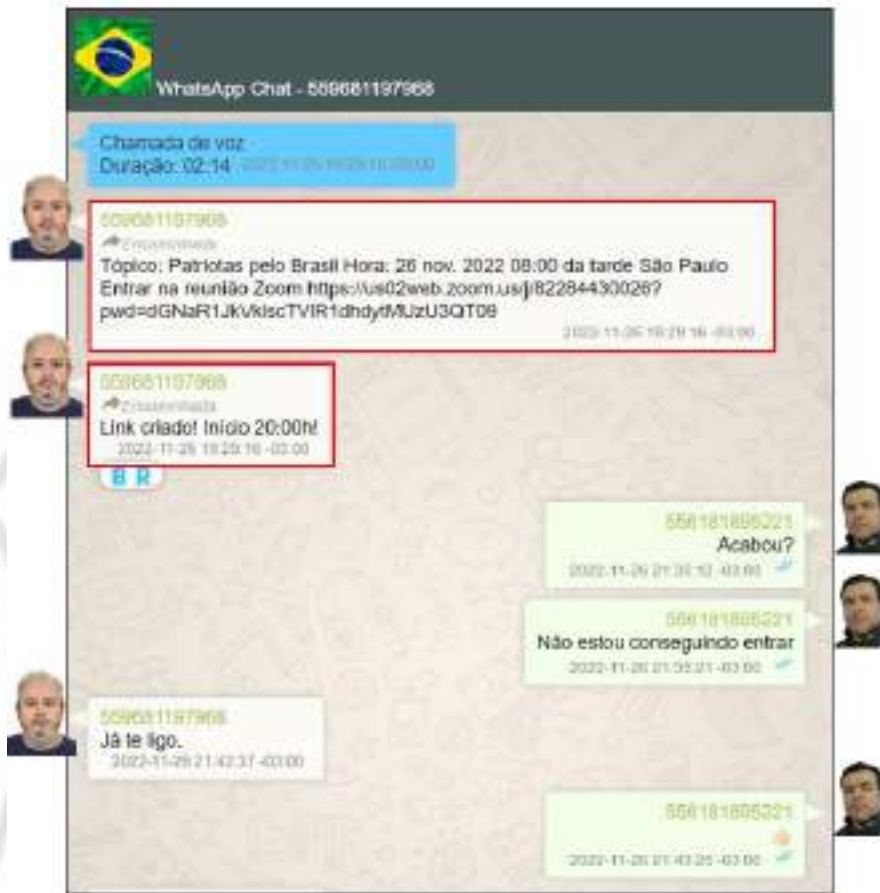 WhatsApp Chat - 559681197968
Chamada de voz
Duração: 02:14
559681197968
Encaminhada
Tópico: Patriotas pelo Brasil Hora: 26 nov. 2022 08:00 da tarde São Paulo
Entrar na reunião Zoom https://us02web.zoom.us/j/82284430026?
559681197968
Encaminhada
Link criado! Início 20:00h!
B R
556181895221
Acabou?
556181895221
Não estou conseguindo entrar
559681197968
Já te ligo.
556181895221